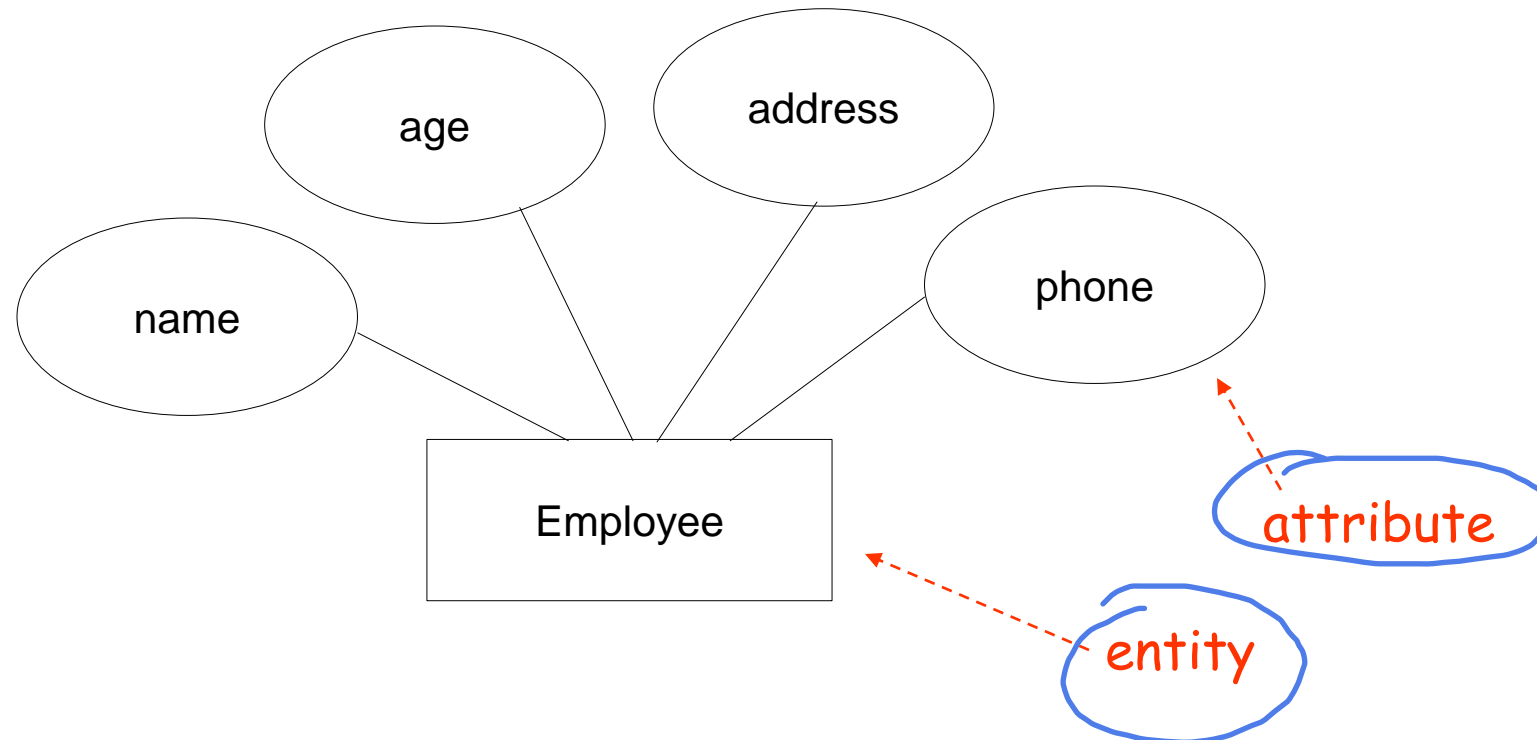 address
age
phone
name
Employee
attribute
entity